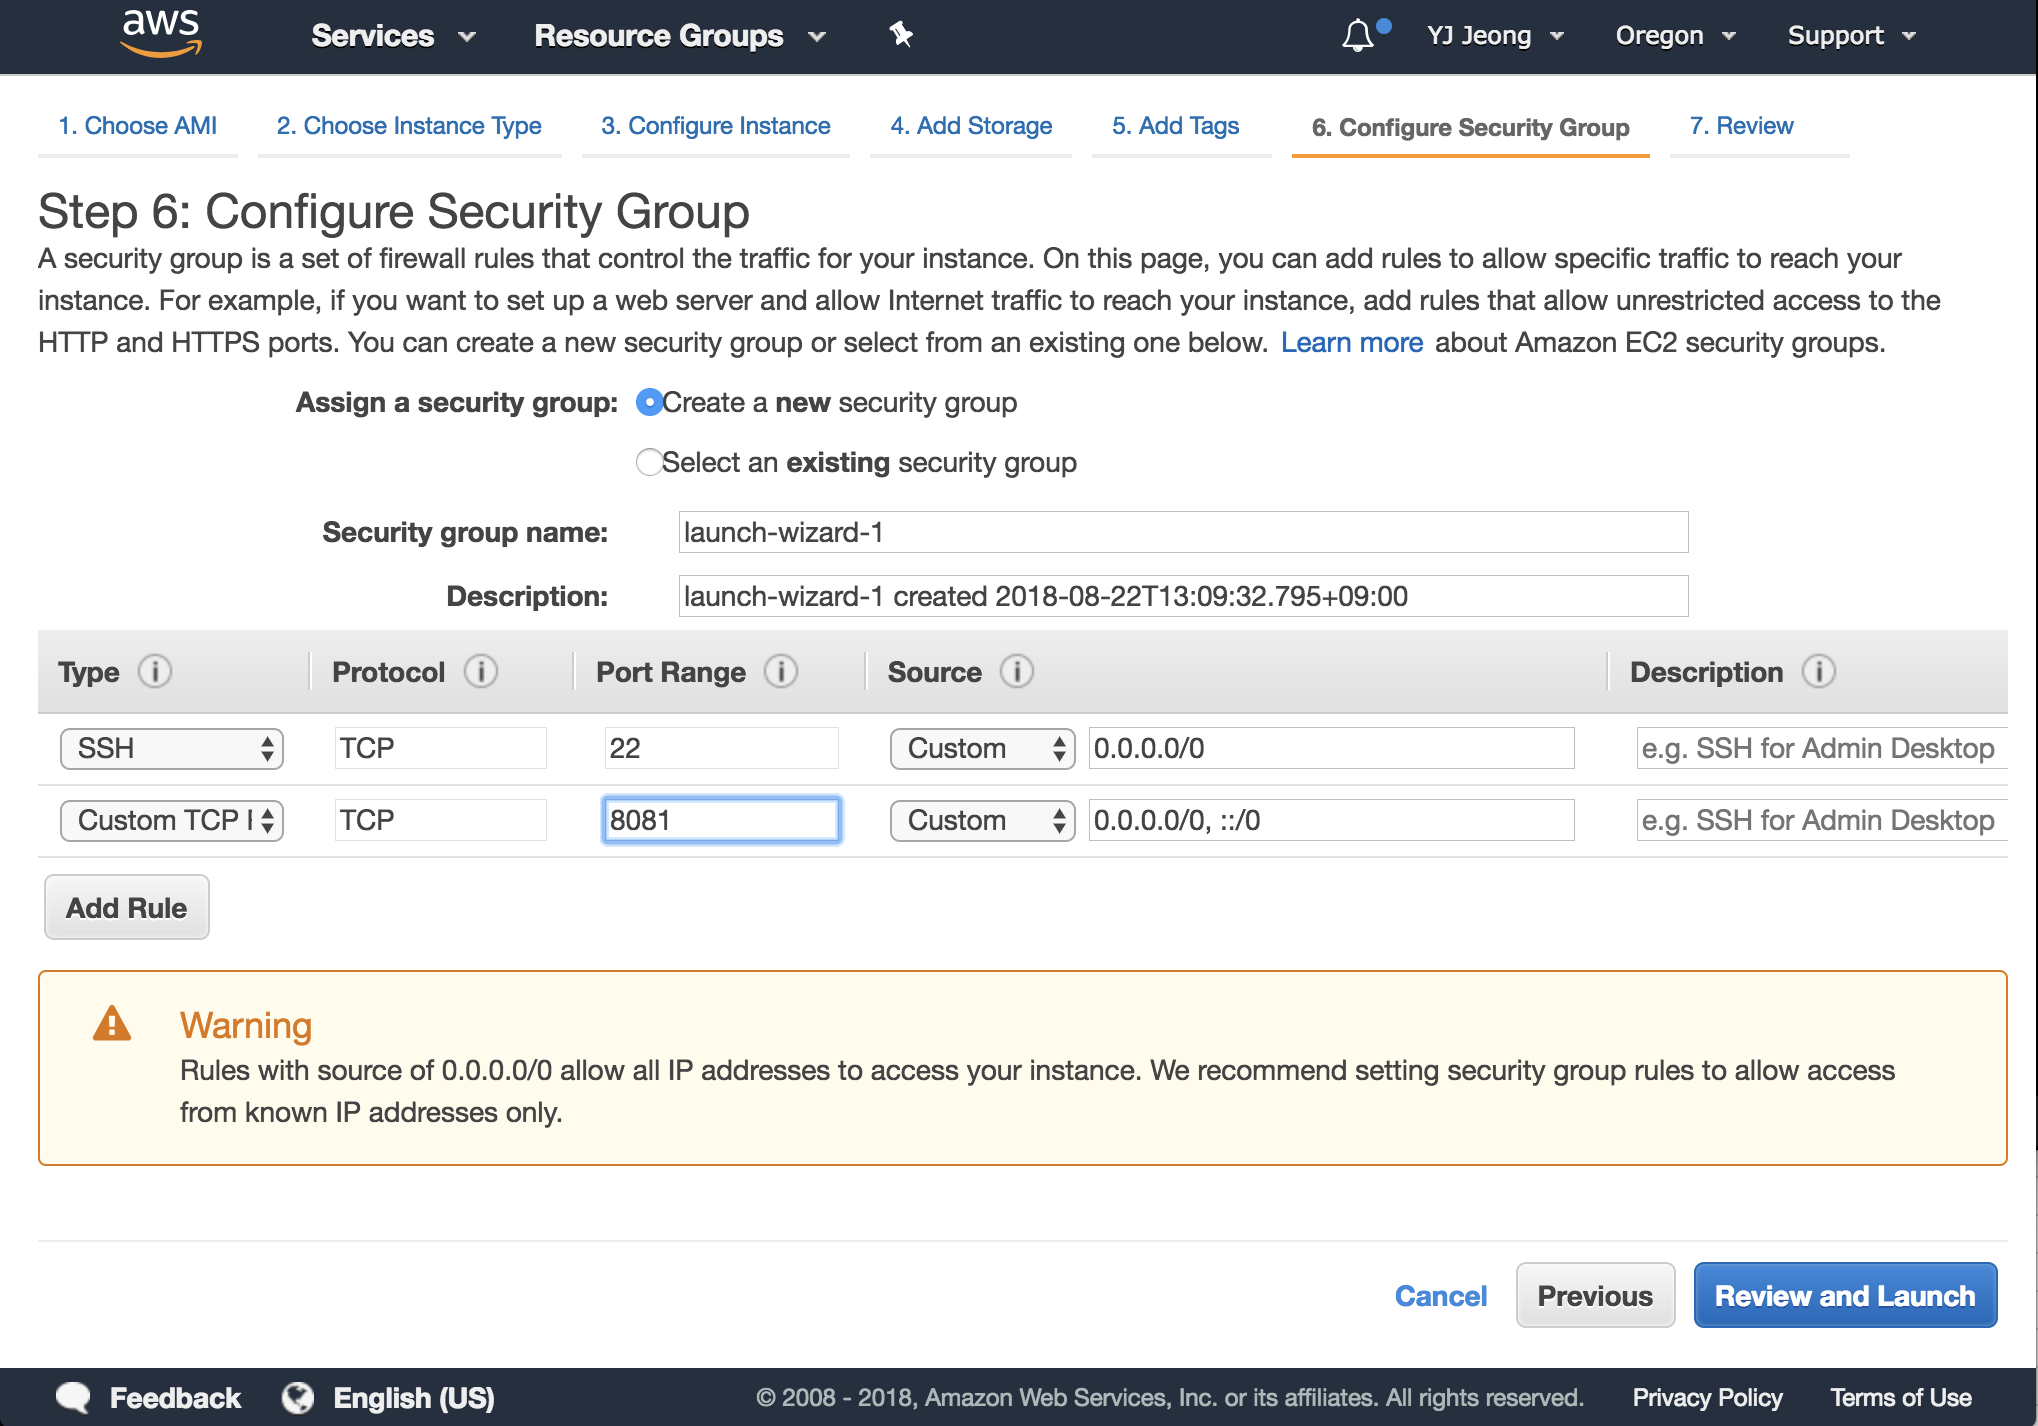 aws Services Resource Groups YJ Jeong Oregon Support
1. Choose AMI 2. Choose Instance Type 3. Configure Instance 4. Add Storage 5. Add Tags 6. Configure Security Group 7. Review
Step 6: Configure Security Group
A security group is a set of firewall rules that control the traffic for your instance. On this page, you can add rules to allow specific traffic to reach your
instance. For example, if you want to set up a web server and allow Internet traffic to reach your instance, add rules that allow unrestricted access to the
HTTP and HTTPS ports. You can create a new security group or select from an existing one below. Learn more about Amazon EC2 security groups.
Assign a security group: Create a new security group
Select an existing security group
Security group name: launch-wizard-1
Description: launch-wizard-1 created 2018-08-22T13:09:32.795+09:00
Type Protocol Port Range Source Description
SSH TCP 22 Custom 0.0.0.0/0 e.g. SSH for Admin Desktop
Custom TCP TCP 8081 Custom 0.0.0.0/0, ::/0 e.g. SSH for Admin Desktop
Add Rule
Warning
Rules with source of 0.0.0.0/0 allow all IP addresses to access your instance. We recommend setting security group rules to allow access
from known IP addresses only.
Cancel Previous Review and Launch
Feedback English (US) © 2008 - 2018, Amazon Web Services, Inc. or its affiliates. All rights reserved. Privacy Policy Terms of Use